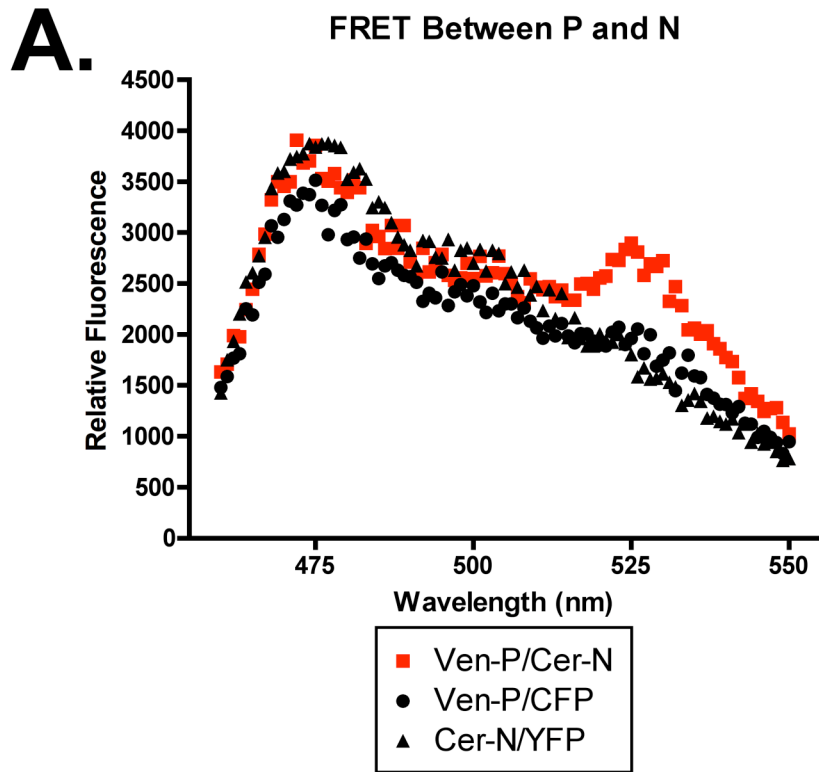 A.
FRET Between P and N
4500
4000
3500
3000
2500
2000
1500
1000
500
0
Relative Fluorescence
475
500
525
550
Wavelength (nm)
Ven-P/Cer-N
Ven-P/CFP
Cer-N/YFP